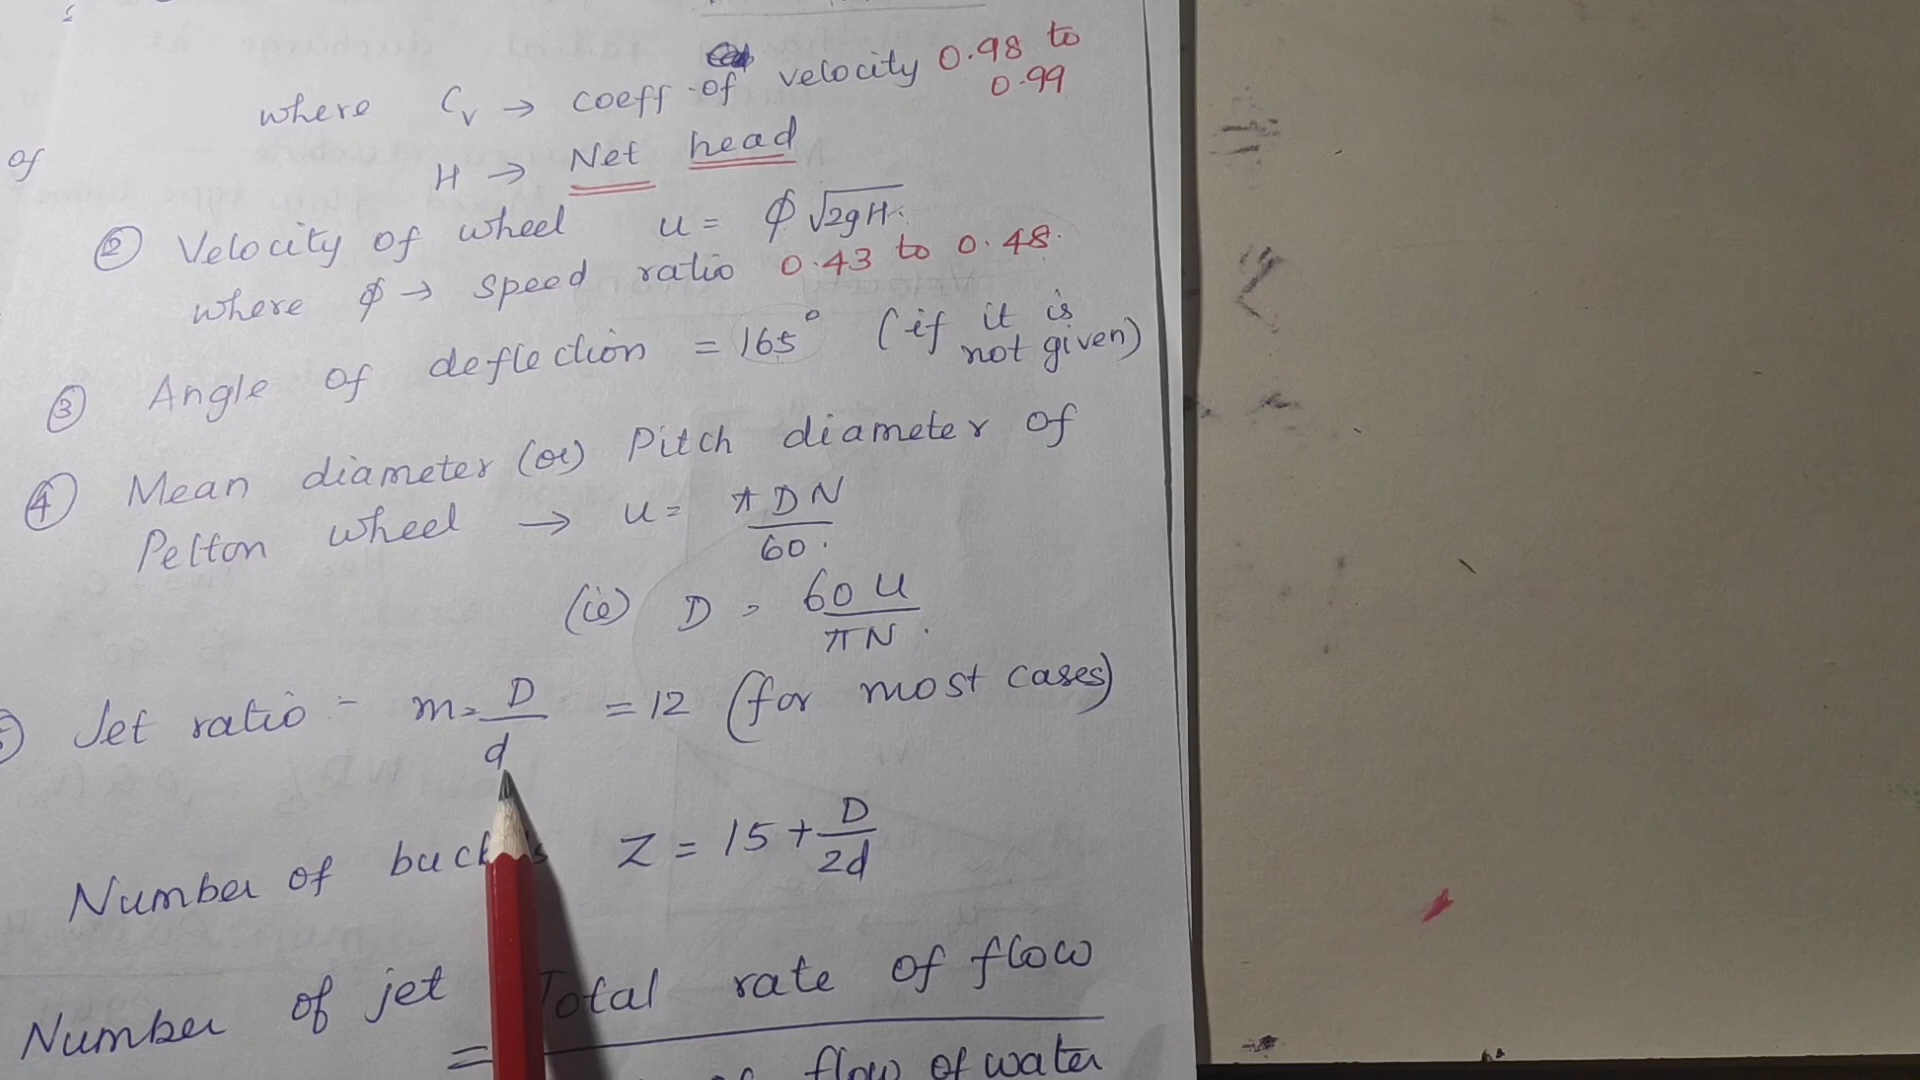 where Cv → coeff. of velocity 0.98 to
0.99
of
H → Net head
② Velocity of wheel u = φ √2gH.
where φ → speed ratio 0.43 to 0.48.
③ Angle of deflection = 165° (if it is
not given)
④ Mean diameter (or) Pitch diameter of
Pelton wheel → u = πDN/60.
(ie) D = 60 u/πN.
Jet ratio - m = D/d = 12 (for most cases)
Number of Z = 15 + D/2d
Number of jet = Total rate of flow
flow of water